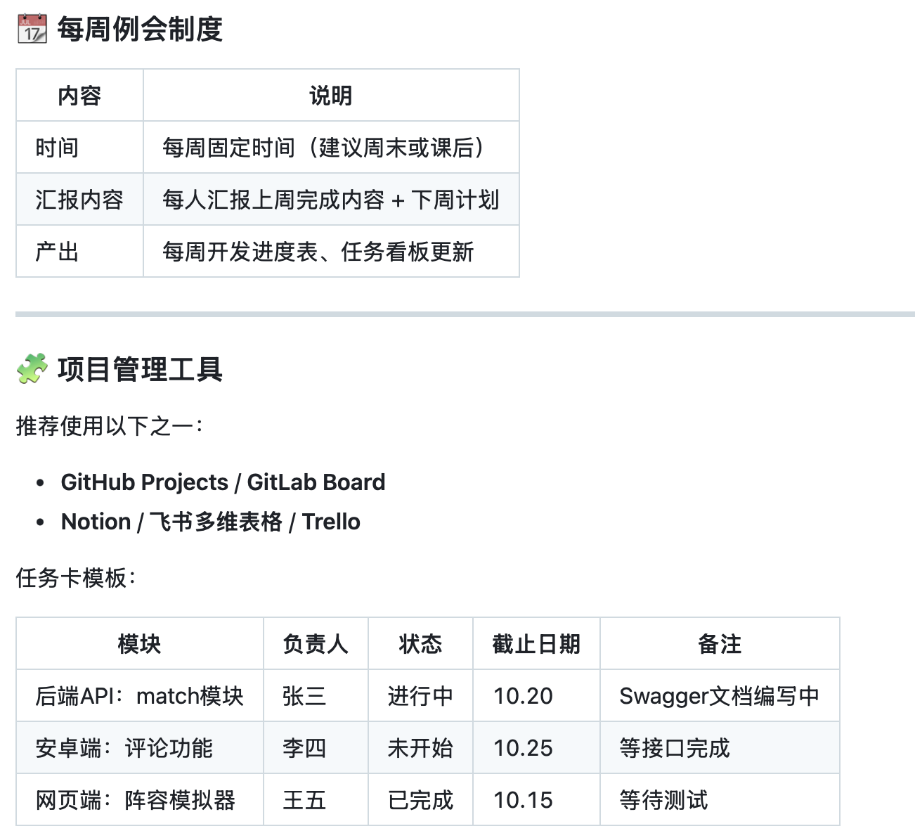 17 每周例会制度
内容 说明
时间 每周固定时间（建议周末或课后）
汇报内容 每人汇报上周完成内容 + 下周计划
产出 每周开发进度表、任务看板更新
项目管理工具
推荐使用以下之一：
• GitHub Projects / GitLab Board
• Notion / 飞书多维表格 / Trello
任务卡模板：
模块 负责人 状态 截止日期 备注
后端API：match模块 张三 进行中 10.20 Swagger文档编写中
安卓端：评论功能 李四 未开始 10.25 等接口完成
网页端：阵容模拟器 王五 已完成 10.15 等待测试